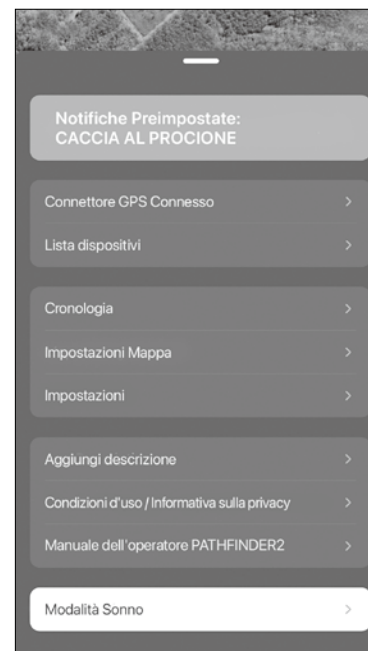 Notifiche Preimpostate:
CACCIA AL PROCIONE
Connettore GPS Connesso
Lista dispositivi
Cronologia
Impostazioni Mappa
Impostazioni
Aggiungi descrizione
Condizioni d'uso / Informativa sulla privacy
Manuale dell'operatore PATHFINDER2
Modalità Sonno